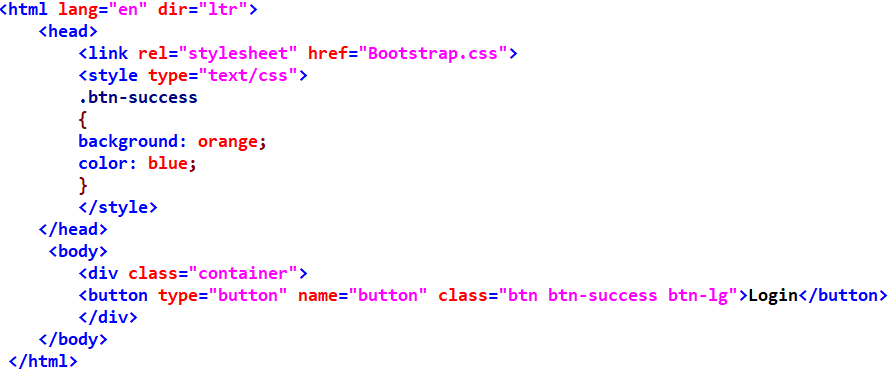 <html lang="en" dir="ltr">
<head>
<link rel="stylesheet" href="Bootstrap.css">
<style type="text/css">
.btn-success
{
background: orange;
color: blue;
}
</style>
</head>
<body>
<div class="container">
<button type="button" name="button" class="btn btn-success btn-lg">Login</button>
</div>
</body>
</html>